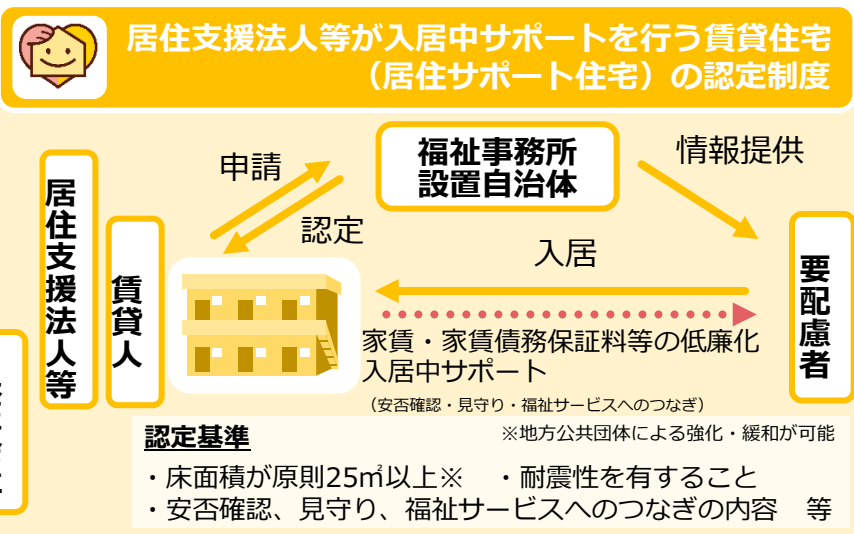 居住支援法人等が入居中サポートを行う賃貸住宅
（居住サポート住宅）の認定制度
福祉事務所
設置自治体
申請
情報提供
認定
居住支援法人等
賃貸人
入居
要配慮者
家賃・家賃債務保証料等の低廉化
入居中サポート
（安否確認・見守り・福祉サービスへのつなぎ）
認定基準
※地方公共団体による強化・緩和が可能
・床面積が原則25㎡以上※　・耐震性を有すること
・安否確認、見守り、福祉サービスへのつなぎの内容　等